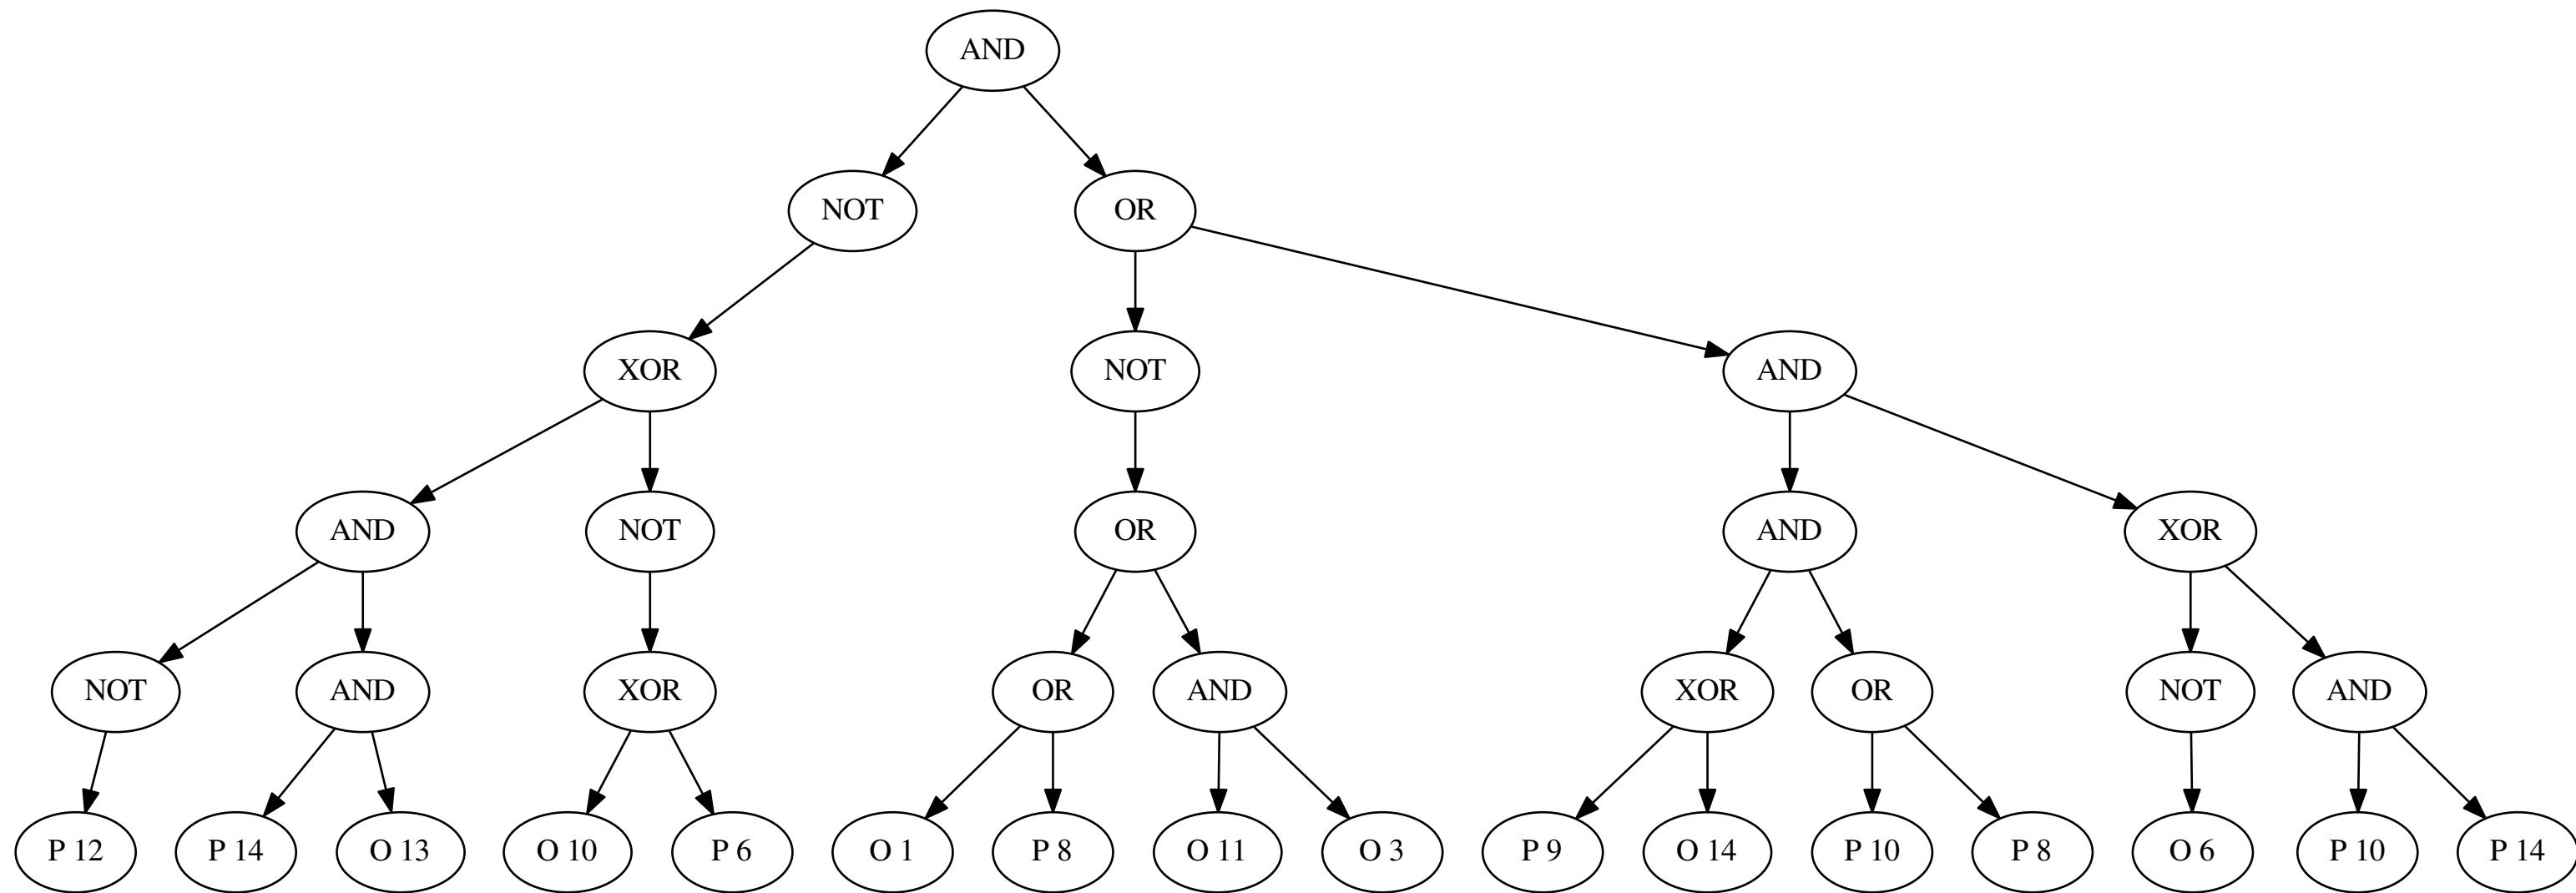 AND
NOT OR
XOR NOT AND
AND NOT OR AND XOR
NOT AND XOR OR AND XOR OR NOT AND
P 12 P 14 O 13 O 10 P 6 O 1 P 8 O 11 O 3 P 9 O 14 P 10 P 8 O 6 P 10 P 14